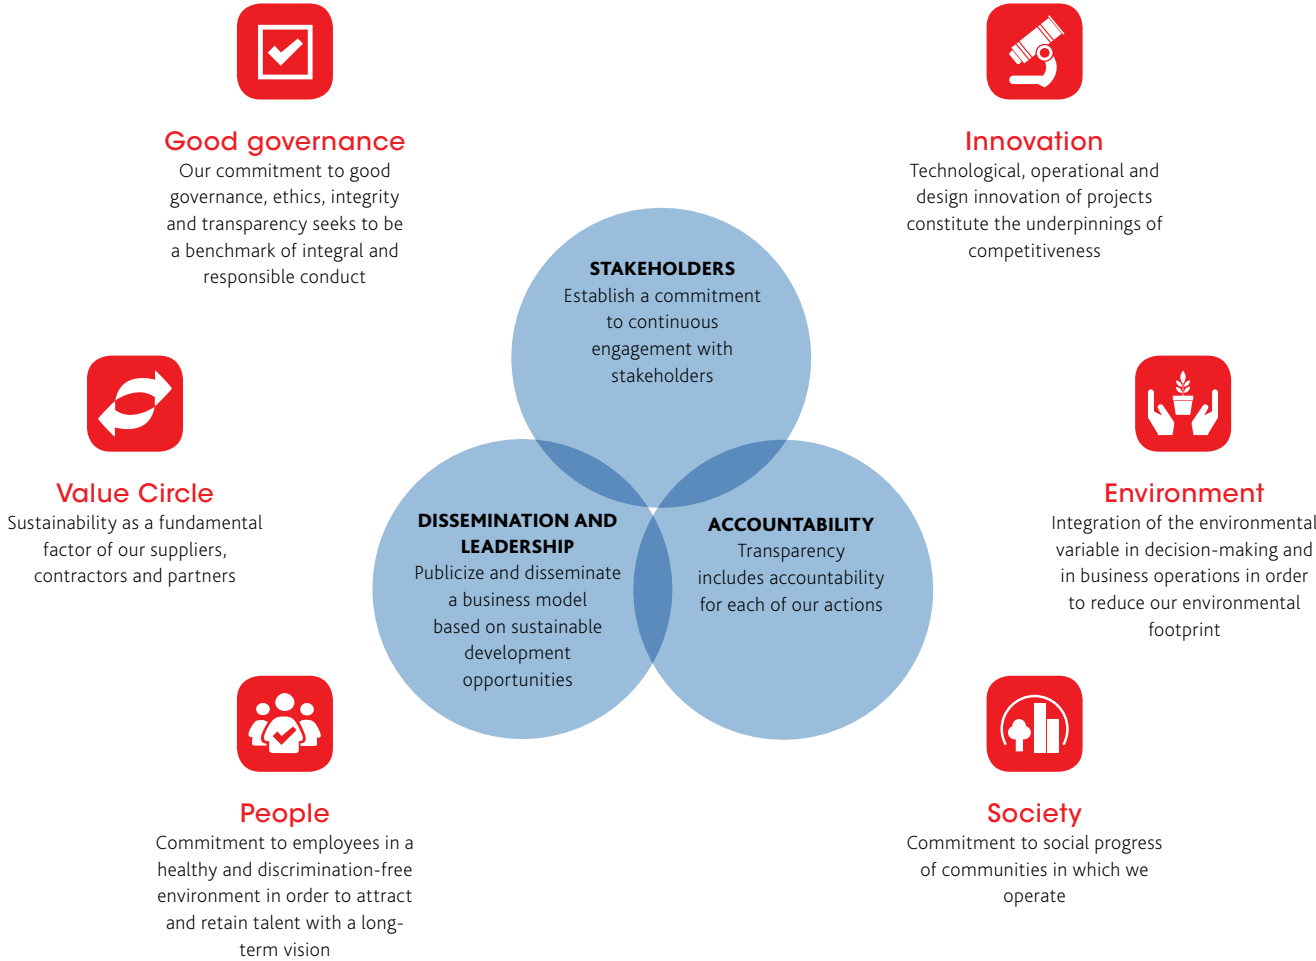 Good governance
Our commitment to good
governance, ethics, integrity
and transparency seeks to be
a benchmark of integral and
responsible conduct
Innovation
Technological, operational and
design innovation of projects
constitute the underpinnings of
competitiveness
STAKEHOLDERS
Establish a commitment
to continuous
engagement with
stakeholders
Value Circle
Sustainability as a fundamental
factor of our suppliers,
contractors and partners
DISSEMINATION AND
LEADERSHIP
Publicize and disseminate
a business model
based on sustainable
development
opportunities
ACCOUNTABILITY
Transparency
includes accountability
for each of our actions
Environment
Integration of the environmental
variable in decision-making and
in business operations in order
to reduce our environmental
footprint
People
Commitment to employees in a
healthy and discrimination-free
environment in order to attract
and retain talent with a long-
term vision
Society
Commitment to social progress
of communities in which we
operate